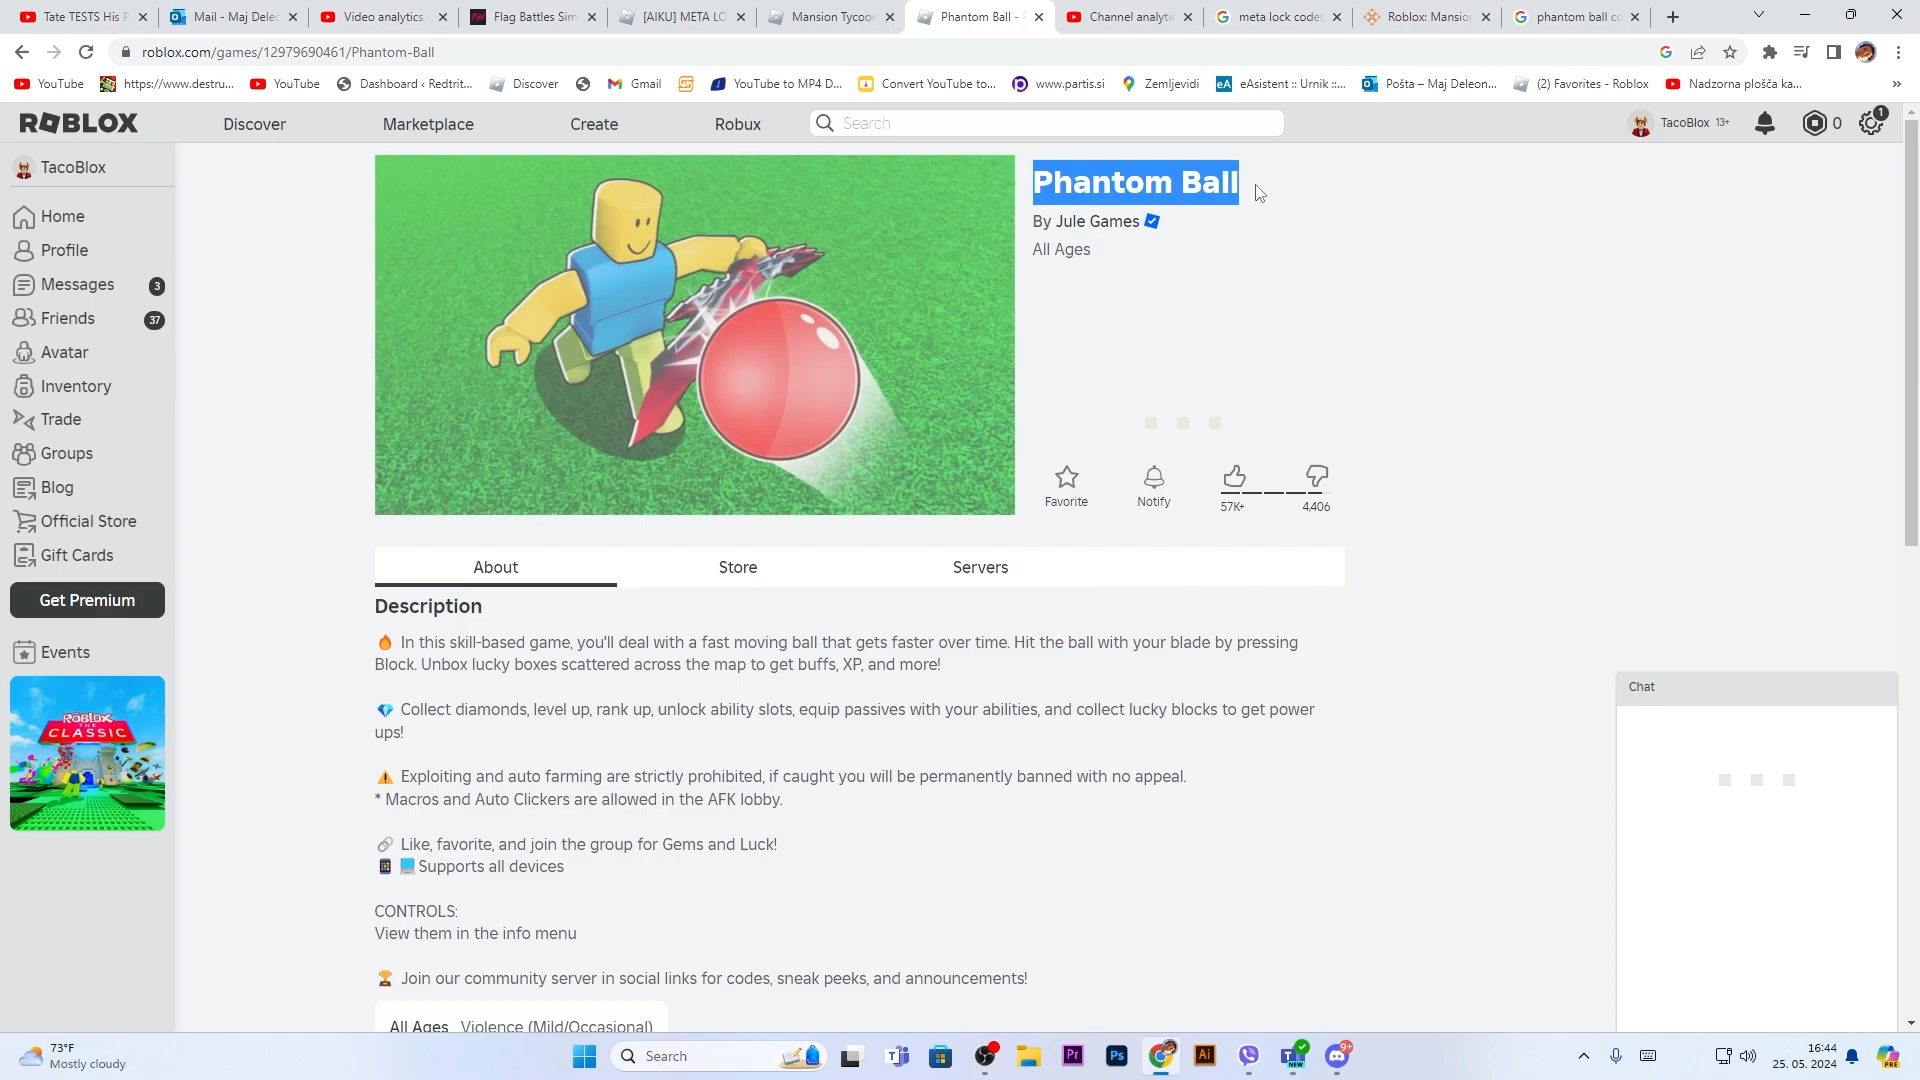 Tate TESTS His P
Mail - Maj Delec
Video analytics
Flag Battles Sim
[AIKU] META LO
Mansion Tycoon
Phantom Ball -
Channel analytic
meta lock codes
Roblox: Mansion
phantom ball co
roblox.com/games/12979690461/Phantom-Ball
YouTube
https://www.destru...
YouTube
Dashboard ‹ Redtrit...
Discover
Gmail
YouTube to MP4 D...
Convert YouTube to...
www.partis.si
Zemljevidi
eAsistent :: Urnik ::...
Pošta – Maj Deleon...
(2) Favorites - Roblox
Nadzorna plošča ka...
»
ROBLOX
Discover
Marketplace
Create
Robux
Search
TacoBlox 13+
0
1
TacoBlox
Home
Profile
Messages 3
Friends 37
Avatar
Inventory
Trade
Groups
Blog
Official Store
Gift Cards
Get Premium
Events
ROBLOX
THE
CLASSIC
Phantom Ball
By Jule Games
All Ages
Favorite
Notify
57K+
4,406
About
Store
Servers
Description
🔥 In this skill-based game, you'll deal with a fast moving ball that gets faster over time. Hit the ball with your blade by pressing
Block. Unbox lucky boxes scattered across the map to get buffs, XP, and more!
💎 Collect diamonds, level up, rank up, unlock ability slots, equip passives with your abilities, and collect lucky blocks to get power
ups!
⚠️ Exploiting and auto farming are strictly prohibited, if caught you will be permanently banned with no appeal.
* Macros and Auto Clickers are allowed in the AFK lobby.
🔗 Like, favorite, and join the group for Gems and Luck!
📱 💻 Supports all devices
CONTROLS:
View them in the info menu
🏆 Join our community server in social links for codes, sneak peeks, and announcements!
All Ages Violence (Mild/Occasional)
Chat
73°F
Mostly cloudy
Search
Pr
Ps
Ai
NEW
9+
16:44
25. 05. 2024
PRE